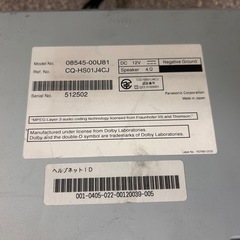 Model No. 08545-00U81
Ref. No. CQ-HS01J4CJ
DC 12V Negative Ground
Speaker 4Ω
Serial No. 512502
Panasonic Corporation
Made in Japan
"MPEG Layer-3 audio coding technology licensed from Fraunhofer IIS and Thomson."
Manufactured under license from Dolby Laboratories.
Dolby and the double-D symbol are trademarks of Dolby Laboratories.
ヘルプネットID
001-0405-022-00120039-005